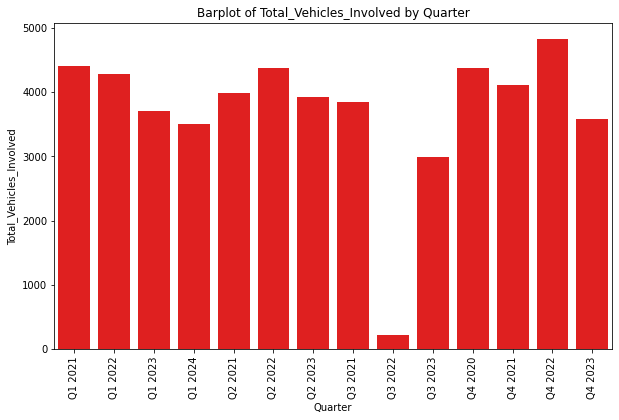 Barplot of Total_Vehicles_Involved by Quarter
Total_Vehicles_Involved
5000
4000
3000
2000
1000
0
Q1 2021
Q1 2022
Q1 2023
Q1 2024
Q2 2021
Q2 2022
Q2 2023
Q3 2021
Q3 2022
Q3 2023
Q4 2020
Q4 2021
Q4 2022
Q4 2023
Quarter